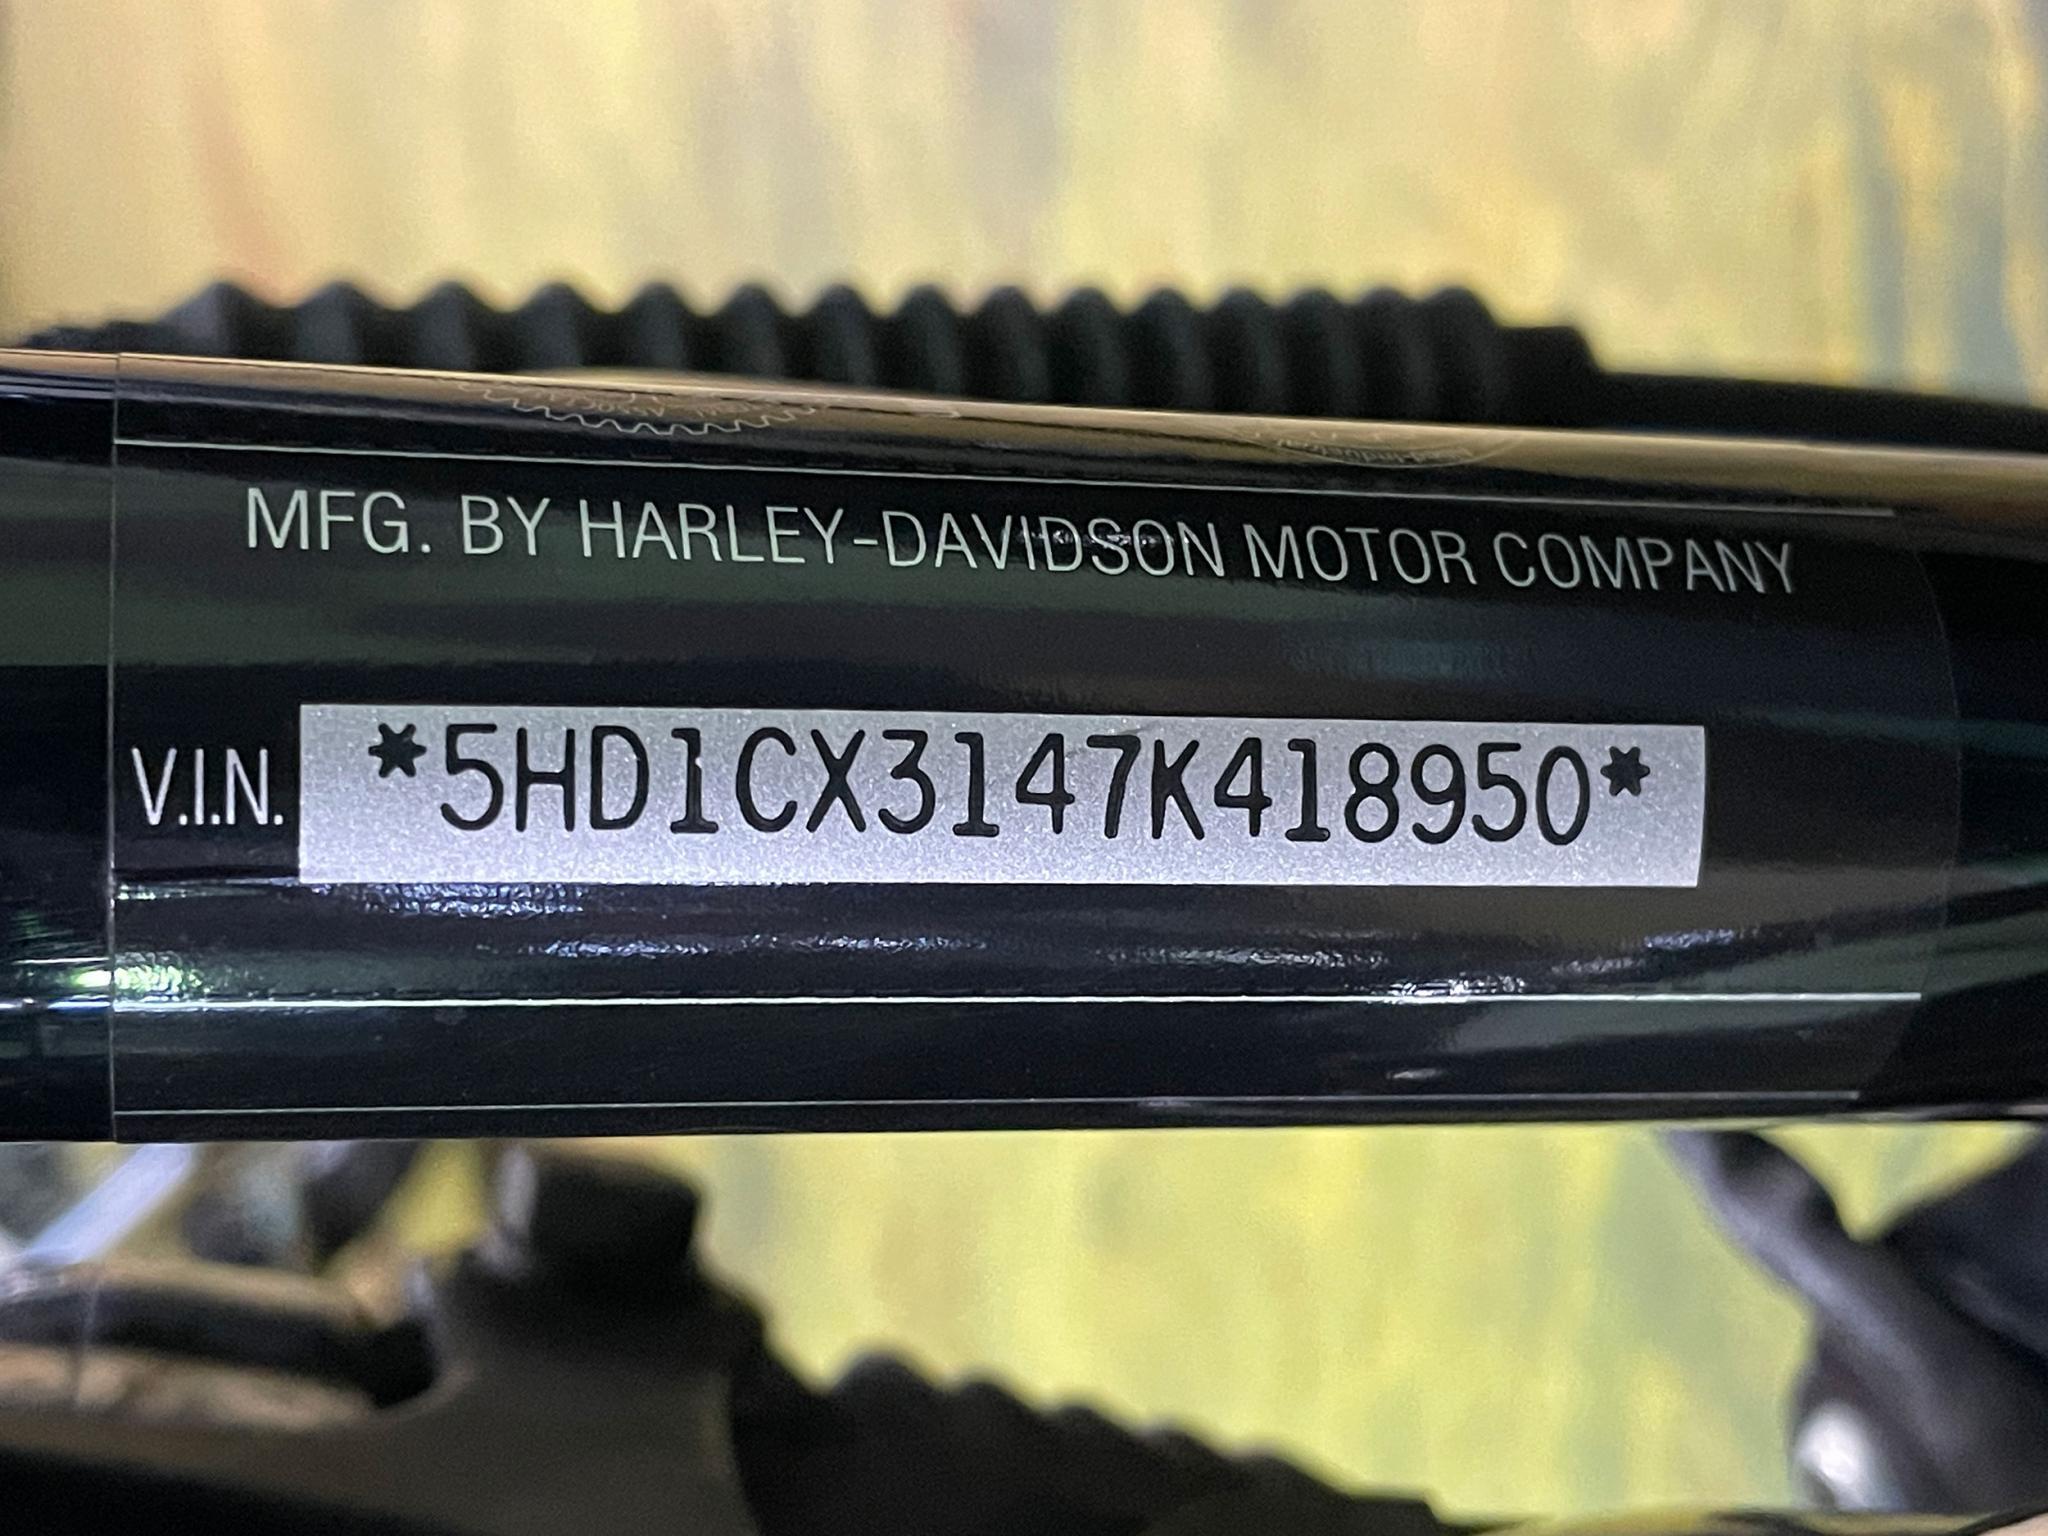 MFG. BY HARLEY-DAVIDSON MOTOR COMPANY
V.I.N. *5HD1CX3147K418950*